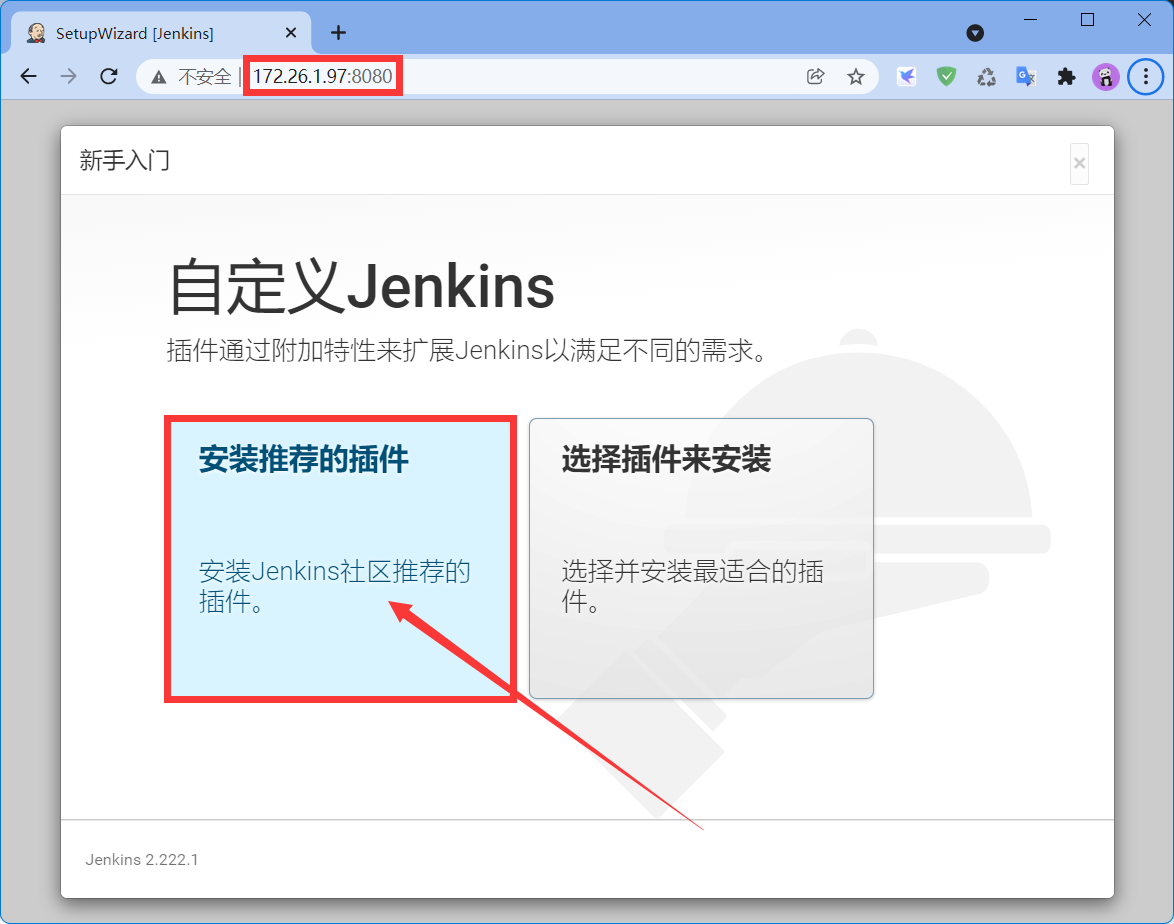 SetupWizard [Jenkins]
不安全 172.26.1.97:8080
新手入门
自定义Jenkins
插件通过附加特性来扩展Jenkins以满足不同的需求。
安装推荐的插件
安装Jenkins社区推荐的
插件。
选择插件来安装
选择并安装最适合的插
件。
Jenkins 2.222.1